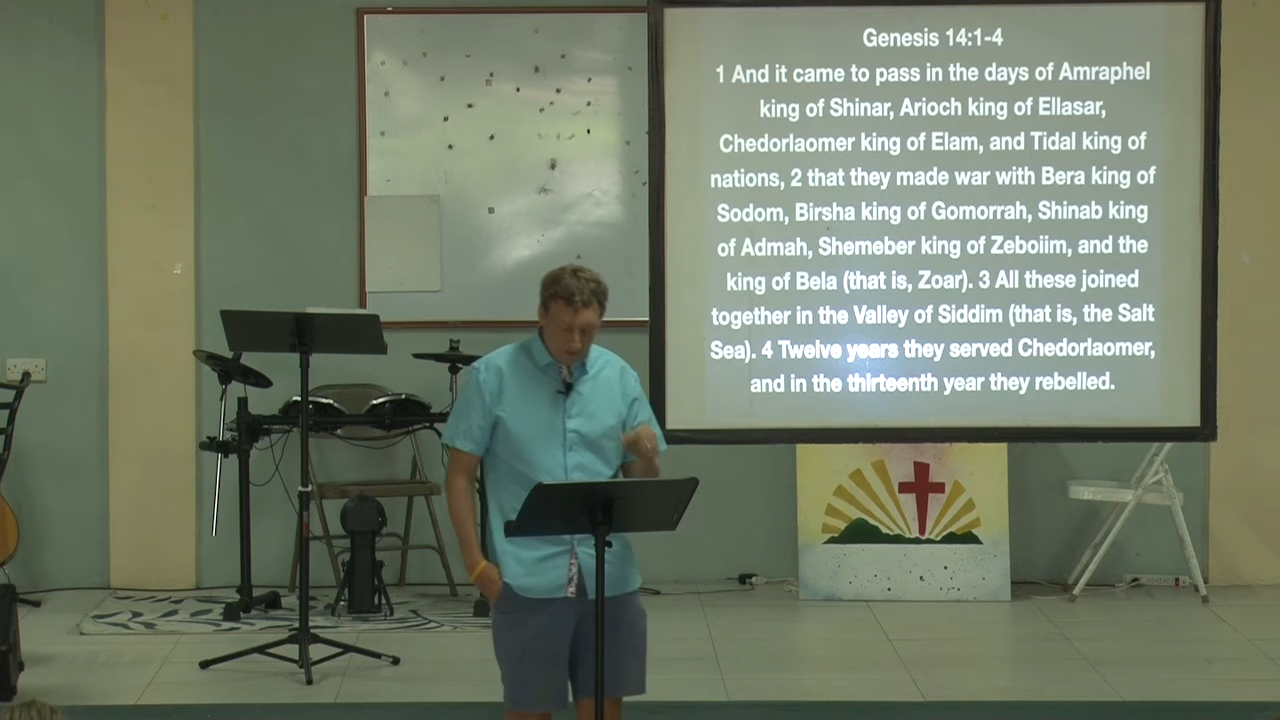 Genesis 14:1-4
1 And it came to pass in the days of Amraphel
king of Shinar, Arioch king of Ellasar,
Chedorlaomer king of Elam, and Tidal king of
nations, 2 that they made war with Bera king of
Sodom, Birsha king of Gomorrah, Shinab king
of Admah, Shemeber king of Zeboiim, and the
king of Bela (that is, Zoar). 3 All these joined
together in the Valley of Siddim (that is, the Salt
Sea). 4 Twelve years they served Chedorlaomer,
and in the thirteenth year they rebelled.